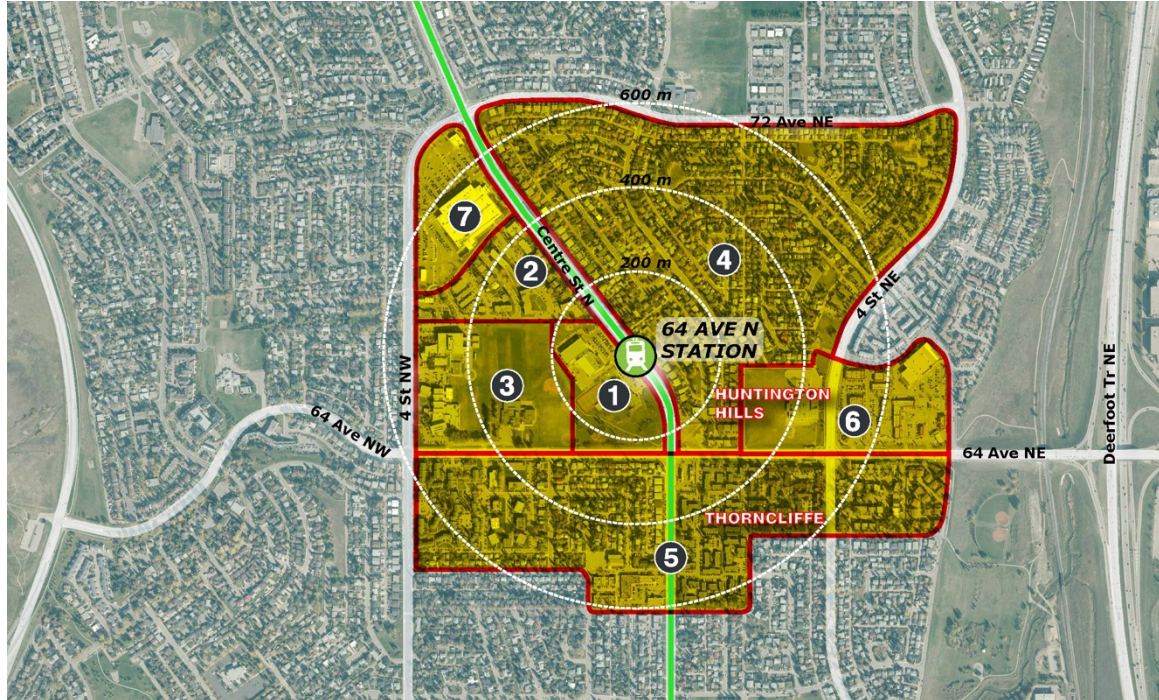 600 m
72 Ave NE
400 m
7
Centre St N
2
4
200 m
4 St NE
64 AVE N
STATION
4 St NW
3
1
HUNTINGTON
HILLS
6
64 Ave NW
64 Ave NE
Deerfoot Tr NE
THORNCLIFFE
5